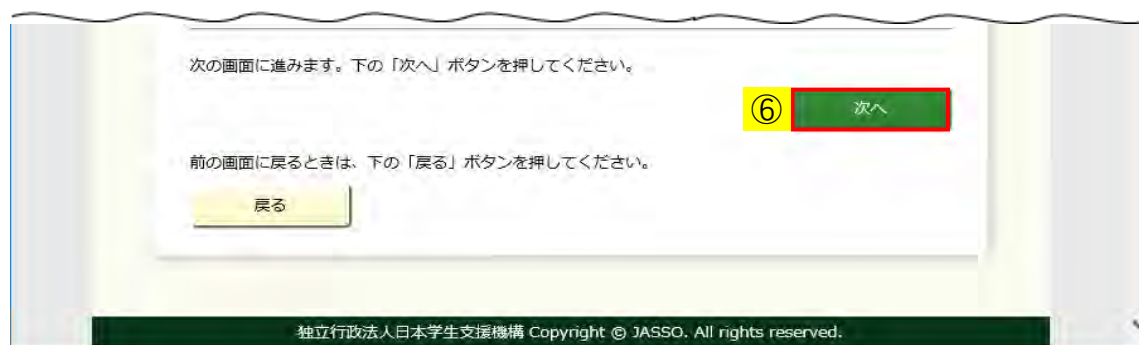 次の画面に進みます。下の「次へ」ボタンを押してください。
⑥ 次へ
前の画面に戻るときは、下の「戻る」ボタンを押してください。
戻る
独立行政法人日本学生支援機構 Copyright © JASSO. All rights reserved.